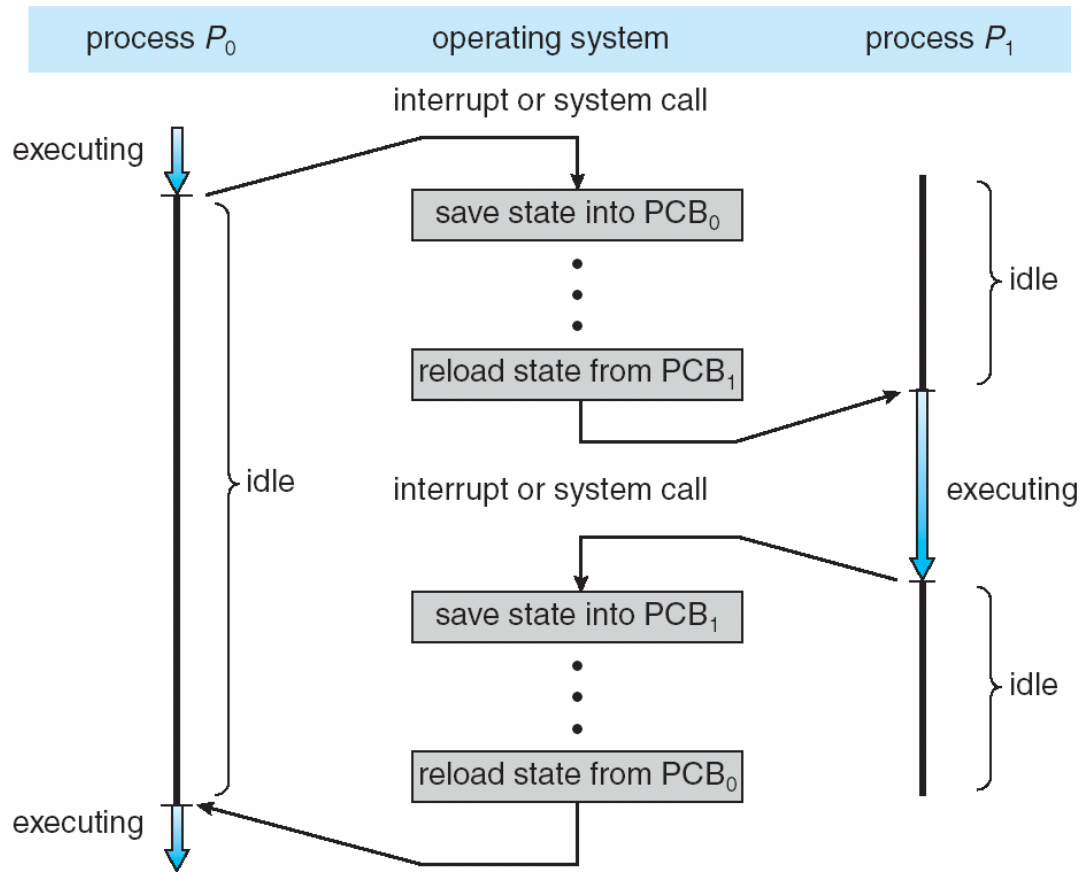 process P₀ operating system process P₁
interrupt or system call
executing
save state into PCB₀
idle
reload state from PCB₁
idle
interrupt or system call
executing
save state into PCB₁
idle
reload state from PCB₀
executing